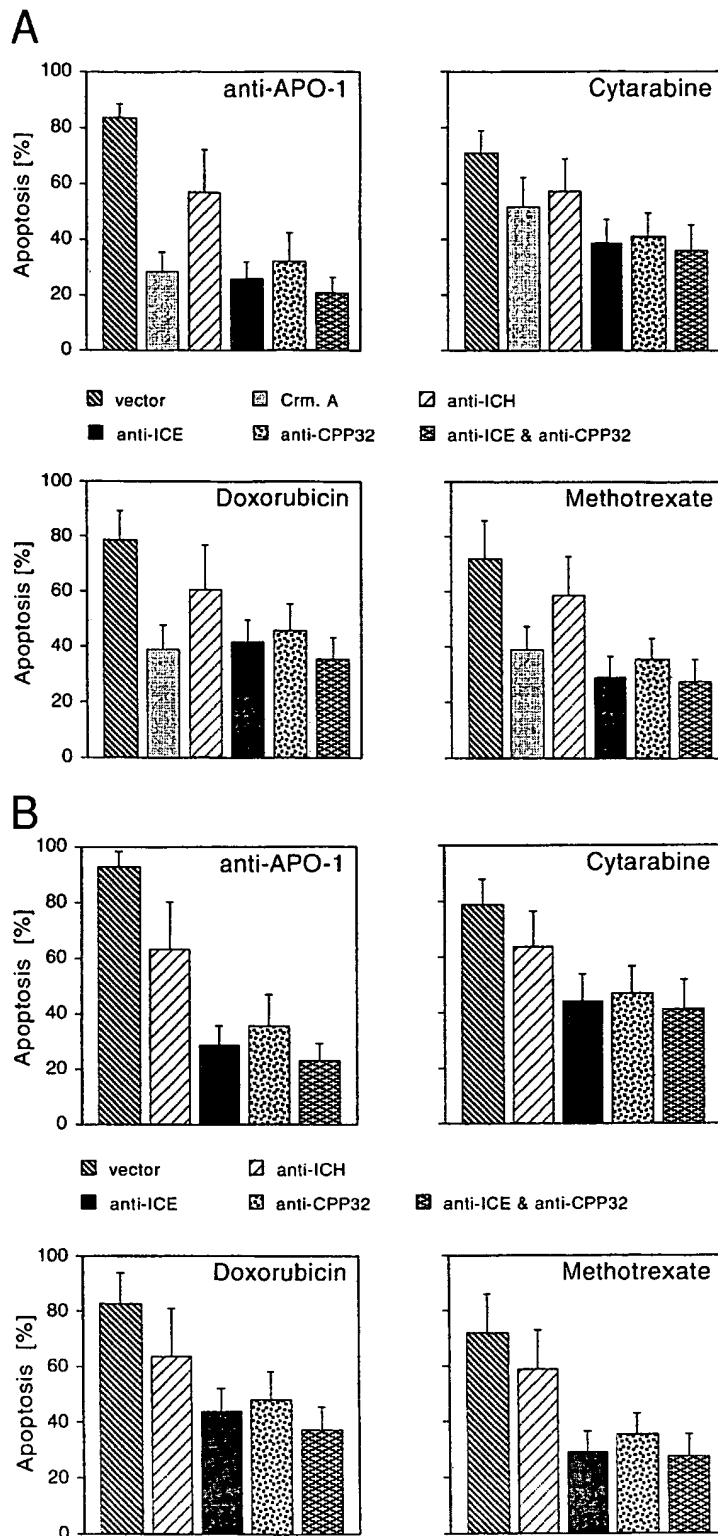 A
anti-APO-1
Cytarabine
Apoptosis [%]
100
80
60
40
20
0
vector Crm. A anti-ICH
anti-ICE anti-CPP32 anti-ICE & anti-CPP32
Doxorubicin
Methotrexate
Apoptosis [%]
100
80
60
40
20
0
B
anti-APO-1
Cytarabine
Apoptosis [%]
100
80
60
40
20
0
vector anti-ICH
anti-ICE anti-CPP32 anti-ICE & anti-CPP32
Doxorubicin
Methotrexate
Apoptosis [%]
100
80
60
40
20
0